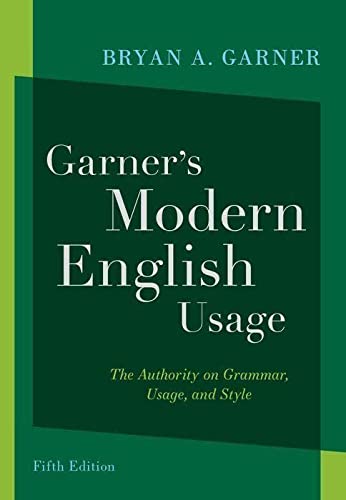 BRYAN A. GARNER
Garner's
Modern
English
Usage
The Authority on Grammar,
Usage, and Style
Fifth Edition